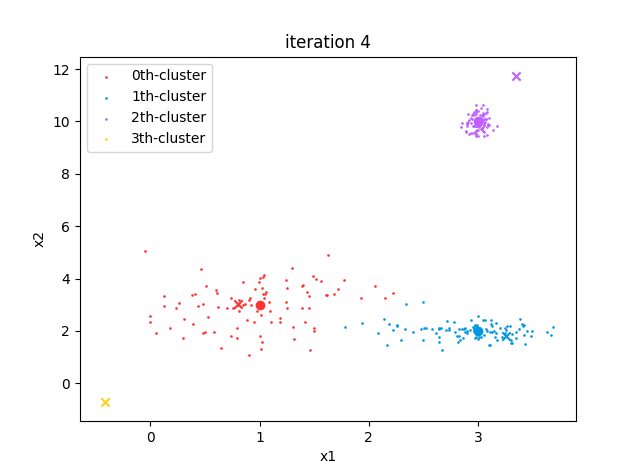 iteration 4
0th-cluster
1th-cluster
2th-cluster
3th-cluster
12
10
8
6
4
2
0
x2
0
1
2
3
x1